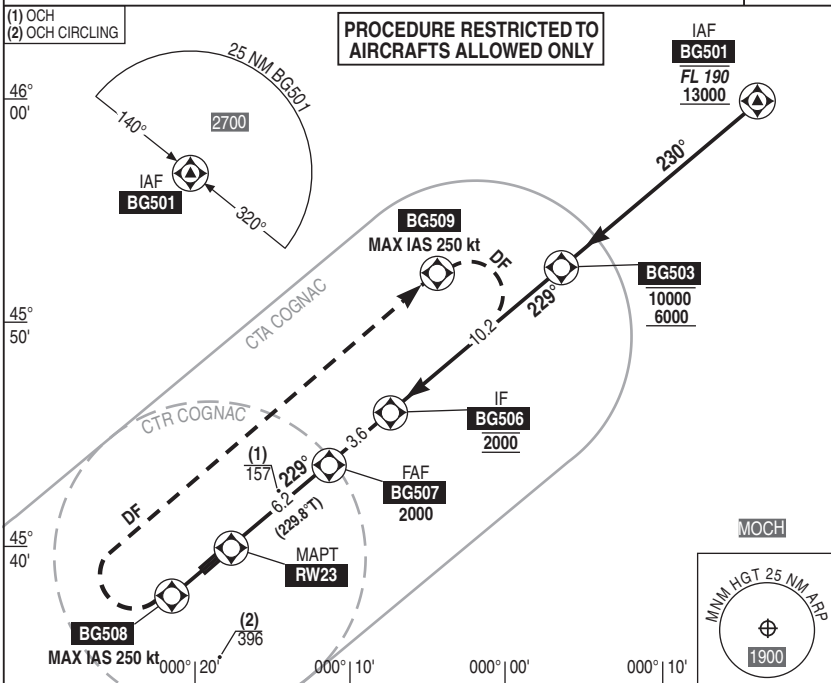 (1) OCH
(2) OCH CIRCLING
PROCEDURE RESTRICTED TO
AIRCRAFTS ALLOWED ONLY
IAF
BG501
FL 190
13000
46°
00'
25 NM BG501
140°
2700
IAF
BG501
320°
230°
BG509
MAX IAS 250 kt
DF
BG503
10000
6000
229°
10.2
45°
50'
CTA COGNAC
IF
BG506
2000
CTR COGNAC
3.6
(1)
157
229°
6.2
(229.8°T)
FAF
BG507
2000
DF
45°
40'
MAPT
RW23
MOCH
MNM HGT 25 NM ARP
1900
BG508
MAX IAS 250 kt
(2)
396
000° 20'
000° 10'
000° 00'
000° 10'